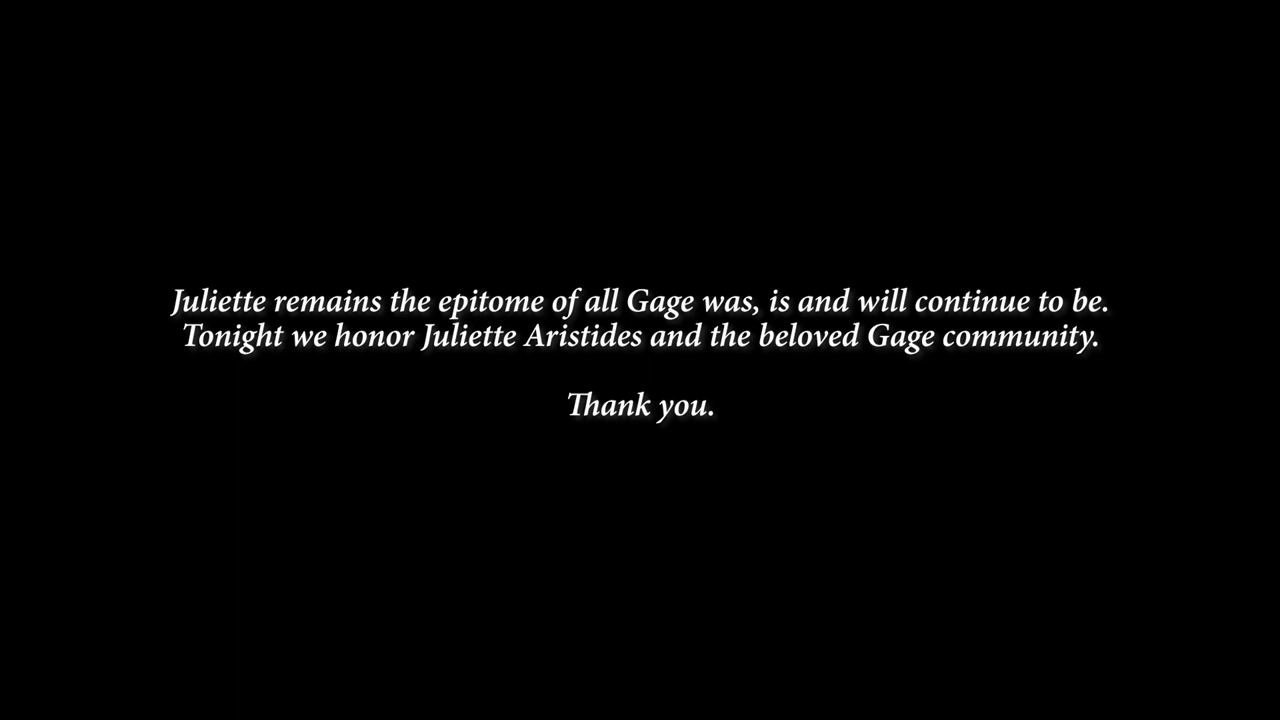 Juliette remains the epitome of all Gage was, is and will continue to be.
Tonight we honor Juliette Aristides and the beloved Gage community.
Thank you.